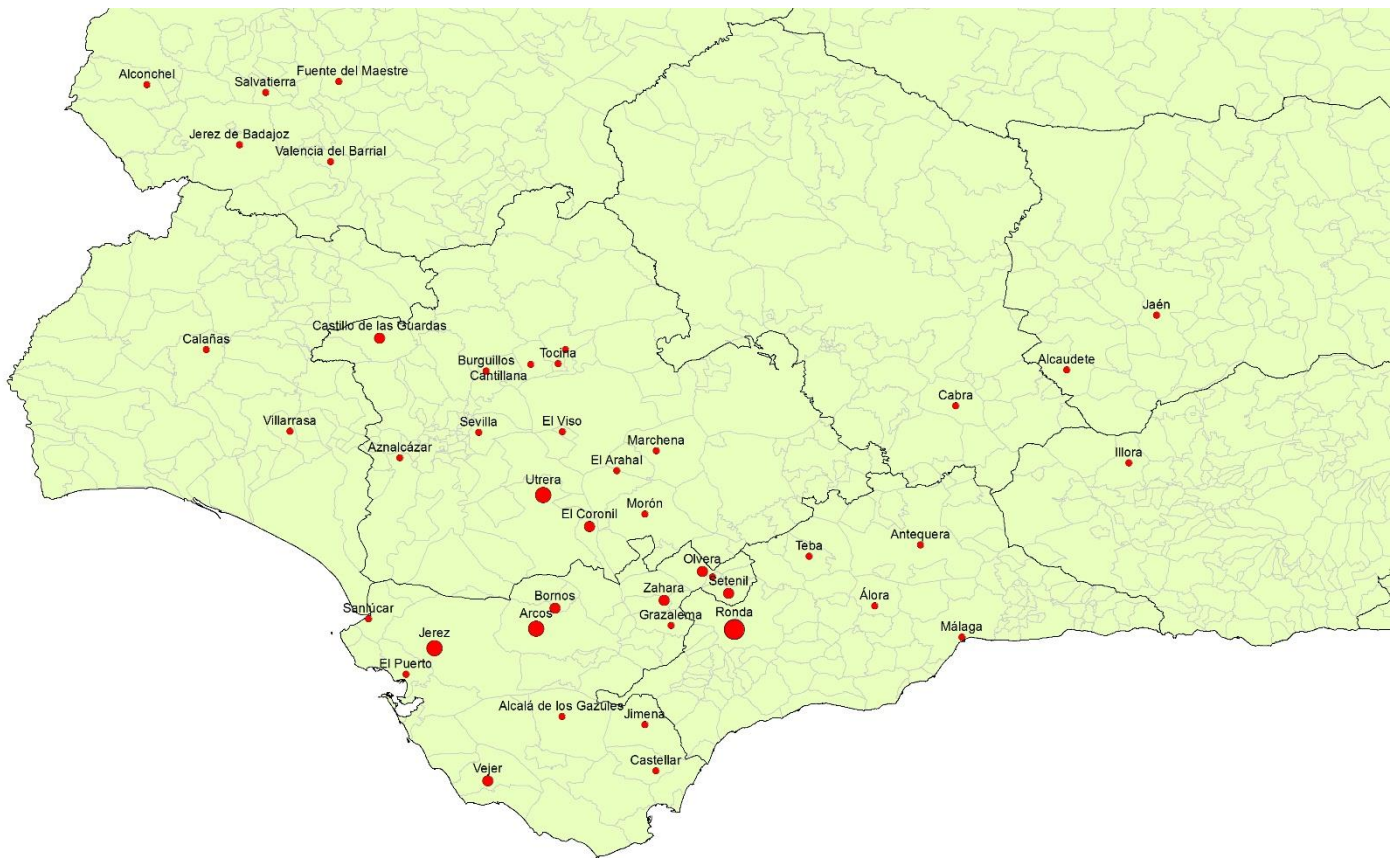 Fuente del Maestre
Alconchel
Salvatierra
Jerez de Badajoz
Valencia del Barrial
Jaén
Castillo de las Guardas
Calañas
Tocina
Burguillos
Cantillana
Alcaudete
Cabra
Villarrasa
Sevilla
El Viso
Marchena
Aznalcázar
El Arahal
Illora
Utrera
Morón
El Coronil
Antequera
Teba
Olvera
Setenil
Zahara
Bornos
Álora
Sanlúcar
Arcos
Grazalema
Ronda
Málaga
Jerez
El Puerto
Alcalá de los Gazules
Jimena
Vejer
Castellar